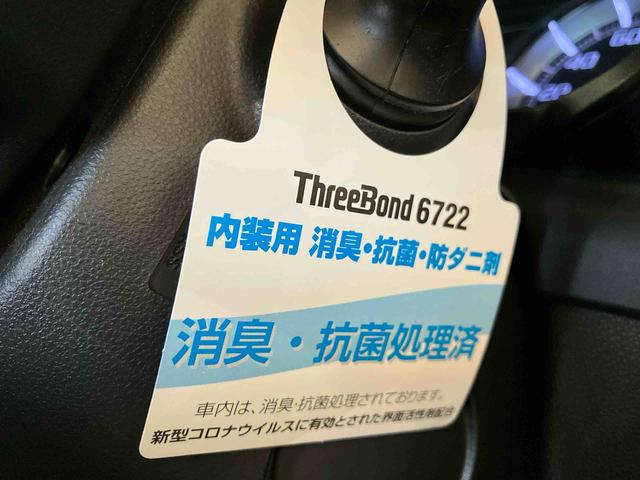 ThreeBond 6722
内装用 消臭・抗菌・防ダニ剤
消臭・抗菌処理済
車内は、消臭・抗菌処理されております。
新型コロナウイルスに有効とされた界面活性剤配合
20
40
60